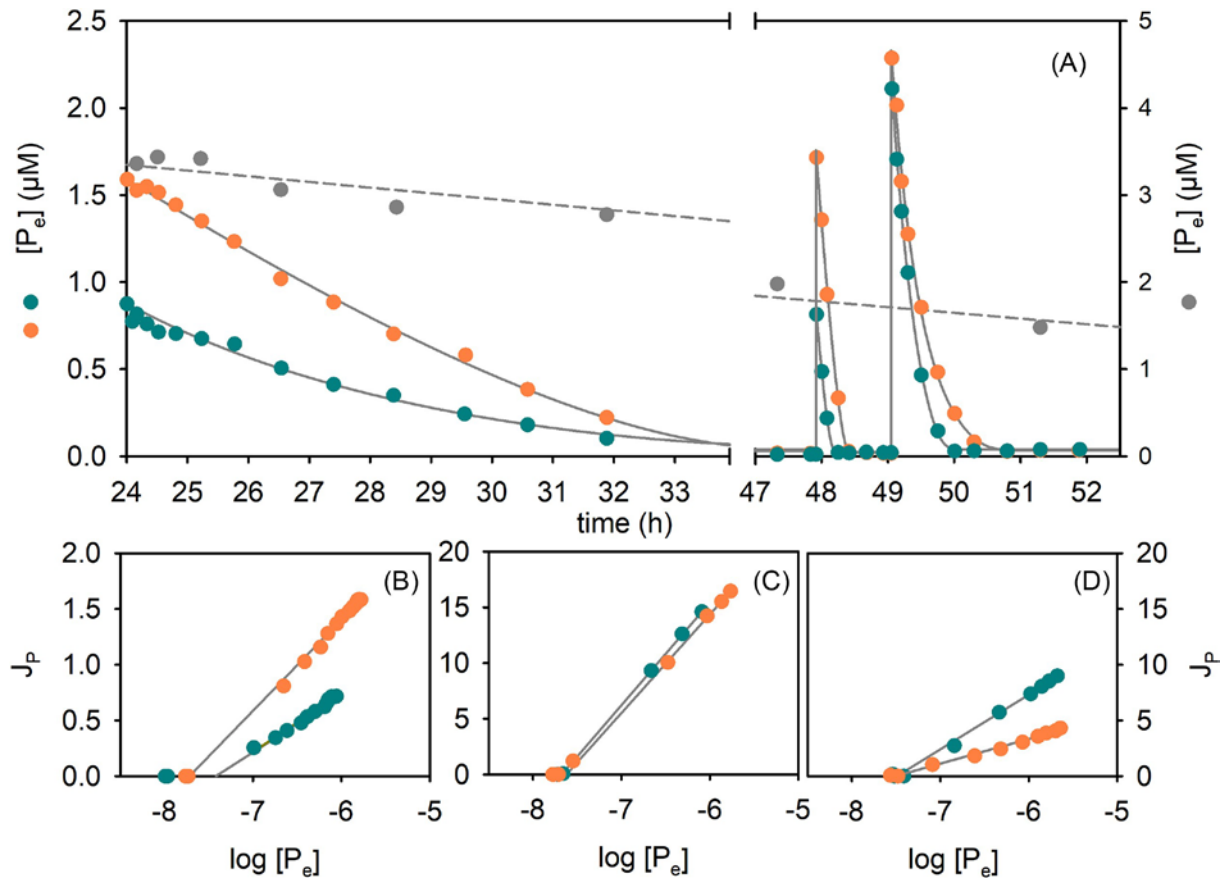 2.5 5
(A)
2.0 4
1.5 3
1.0 2
0.5 1
0.0 0
[Pe] (µM)
[Pe] (µM)
24 25 26 27 28 29 30 31 32 33 47 48 49 50 51 52
time (h)
2.0 20 20
(B) (C) (D)
1.5 15 15
1.0 10 10
0.5 5 5
0.0 0 0
JP
JP
-8 -7 -6 -5 -8 -7 -6 -5 -8 -7 -6 -5
log [Pe] log [Pe] log [Pe]